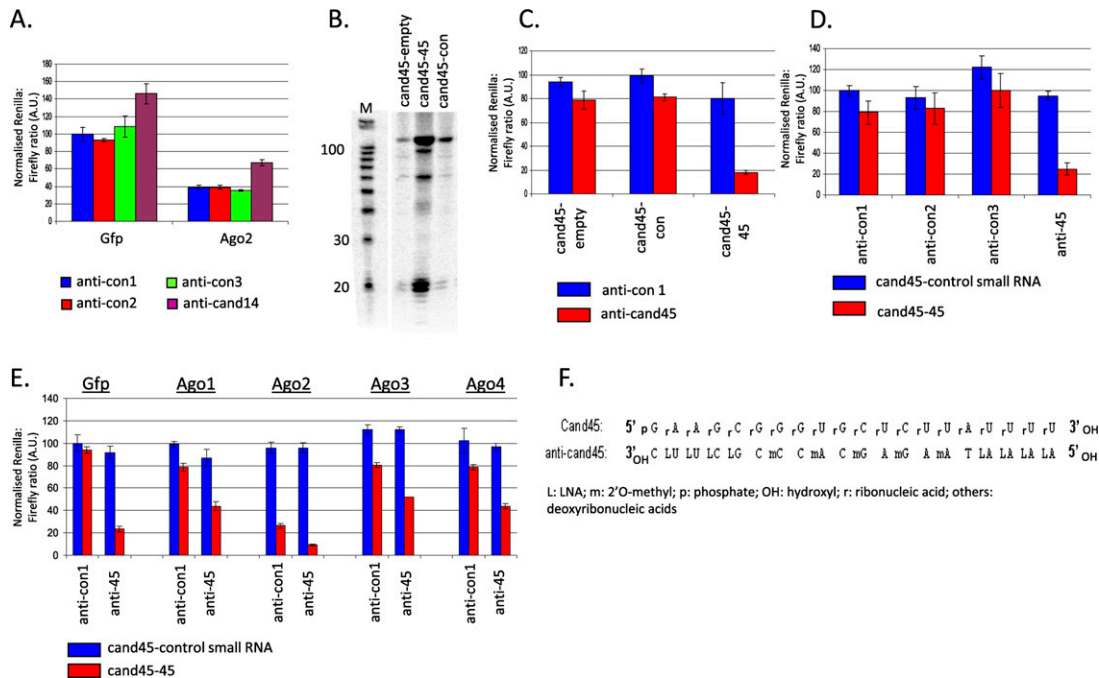 A.
Normalised Renilla:
Firefly ratio (A.U.)
160
140
120
100
80
60
40
20
0
Gfp
Ago2
anti-con1
anti-con3
anti-con2
anti-cand14
B.
cand45-empty
cand45-45
cand45-con
M
100
30
20
C.
Normalised Renilla:
Firefly ratio (A.U.)
120
100
80
60
40
20
0
cand45-
empty
cand45-
con
cand45-
45
anti-con 1
anti-cand45
D.
Normalised Renilla:
Firefly ratio (A.U.)
140
120
100
80
60
40
20
0
anti-con1
anti-con2
anti-con3
anti-45
cand45-control small RNA
cand45-45
E.
Gfp
Ago1
Ago2
Ago3
Ago4
Normalised Renilla:
Firefly ratio (A.U.)
140
120
100
80
60
40
20
0
anti-con1
anti-45
anti-con1
anti-45
anti-con1
anti-45
anti-con1
anti-45
anti-con1
anti-45
cand45-control small RNA
cand45-45
F.
Cand45: 5' pG rA rA rG rC rG rG rG rU rG rC rU rC rU rU rA rU rU rU rU 3'OH
anti-cand45: 3'OH C LU LU LC LG C mC C mA C mG A mG A mA T LA LA LA LA 5'OH
L: LNA; m: 2'O-methyl; p: phosphate; OH: hydroxyl; r: ribonucleic acid; others:
deoxyribonucleic acids